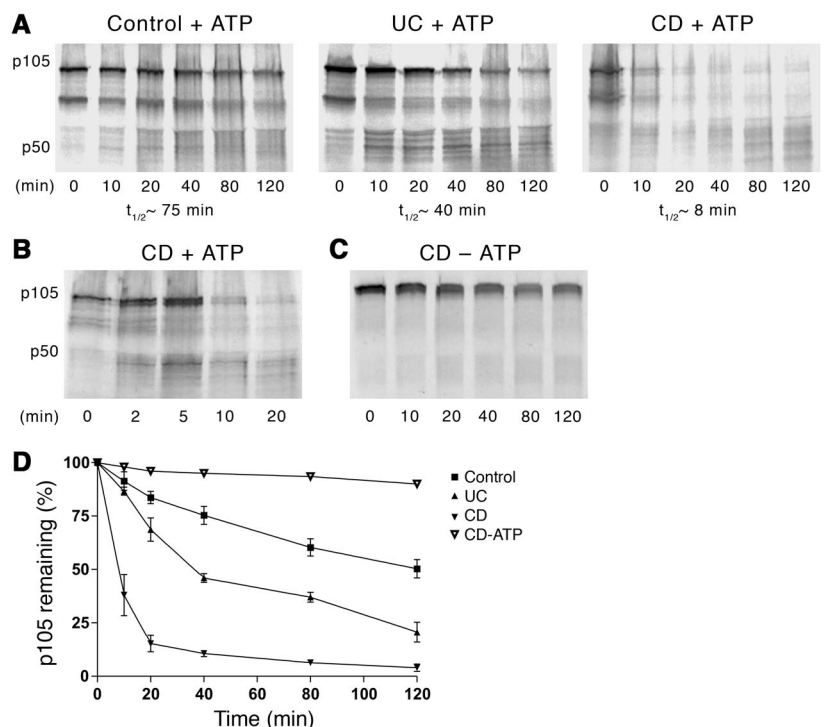 A
Control + ATP
UC + ATP
CD + ATP
p105
p50
(min) 0 10 20 40 80 120
0 10 20 40 80 120
0 10 20 40 80 120
t1/2~ 75 min
t1/2~ 40 min
t1/2~ 8 min
B
CD + ATP
C
CD – ATP
p105
p50
(min) 0 2 5 10 20
0 10 20 40 80 120
D
p105 remaining (%)
100
75
50
25
0
0 20 40 60 80 100 120
Time (min)
Control
UC
CD
CD-ATP